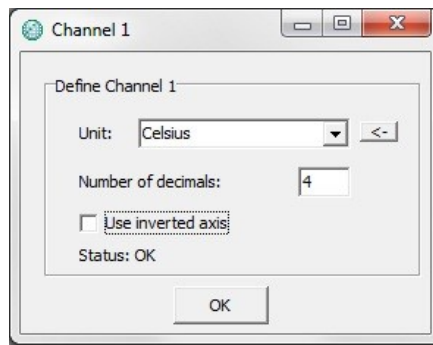 Channel 1
Define Channel 1
Unit: Celsius <-
Number of decimals: 4
Use inverted axis
Status: OK
OK